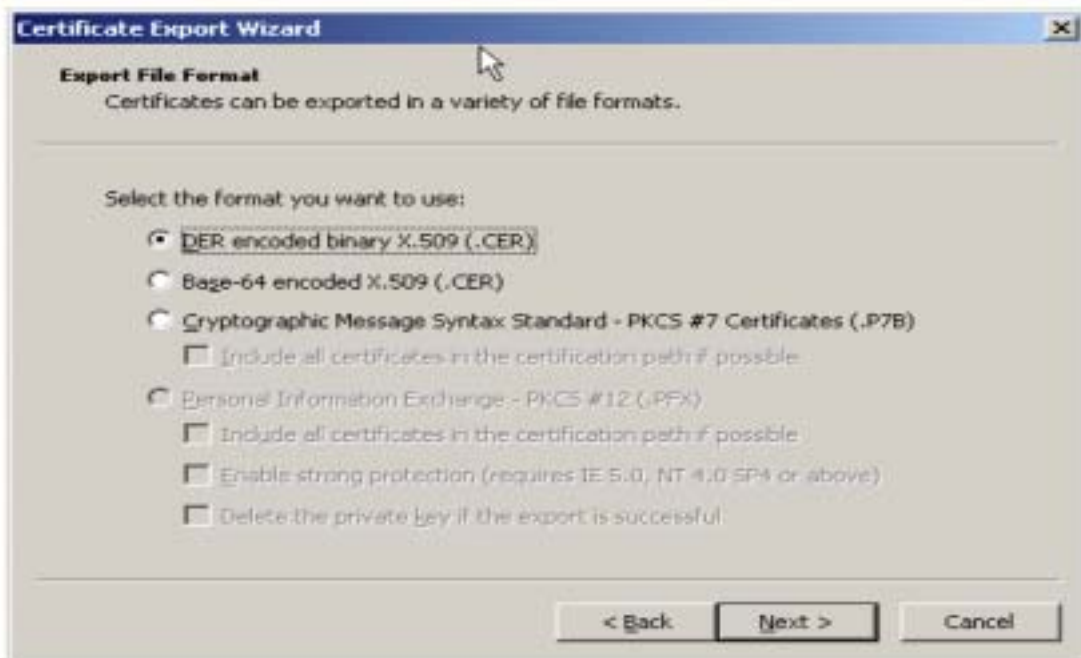 Certificate Export Wizard
Export File Format
Certificates can be exported in a variety of file formats.
Select the format you want to use:
DER encoded binary X.509 (.CER)
Base-64 encoded X.509 (.CER)
Cryptographic Message Syntax Standard - PKCS #7 Certificates (.P7B)
Include all certificates in the certification path if possible
Personal Information Exchange - PKCS #12 (.PFX)
Include all certificates in the certification path if possible
Enable strong protection (requires IE 5.0, NT 4.0 SP4 or above)
Delete the private key if the export is successful
< Back Next > Cancel